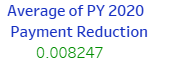 Average of PY 2020
Payment Reduction
0.008247